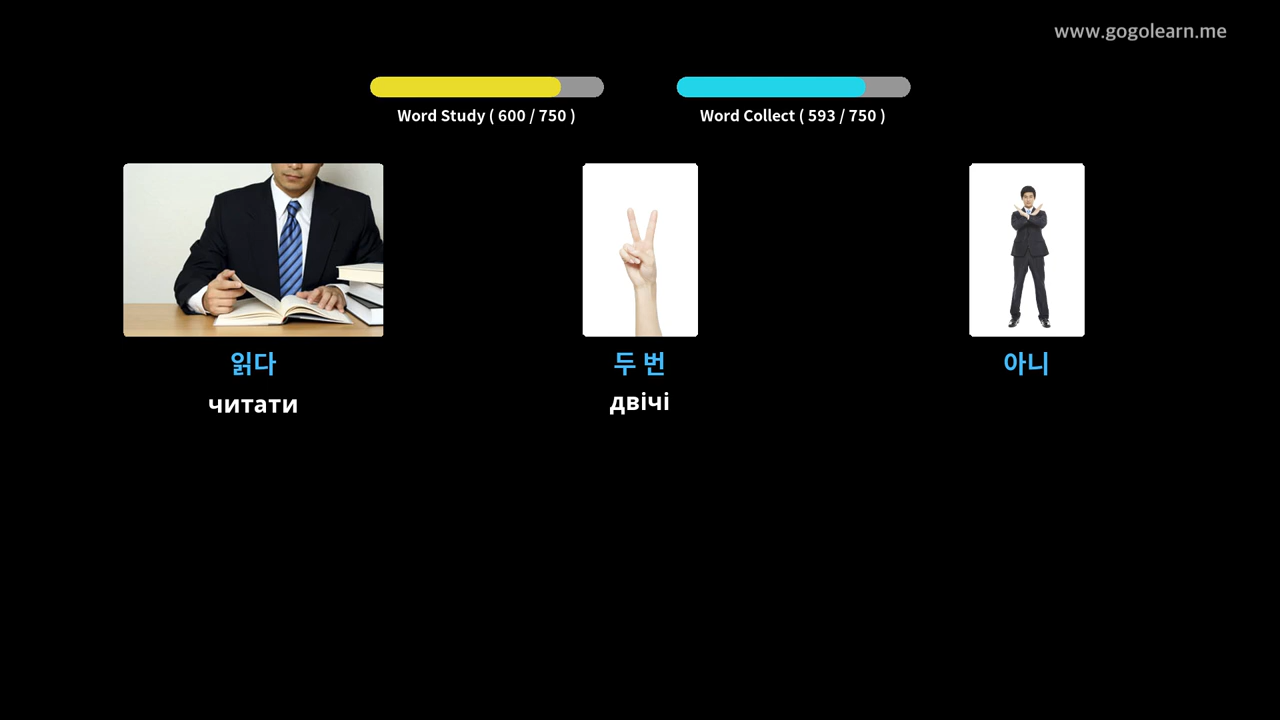 www.gogolearn.me
Word Study ( 600 / 750 )
Word Collect ( 593 / 750 )
읽다
두 번
아니
читати
двічі